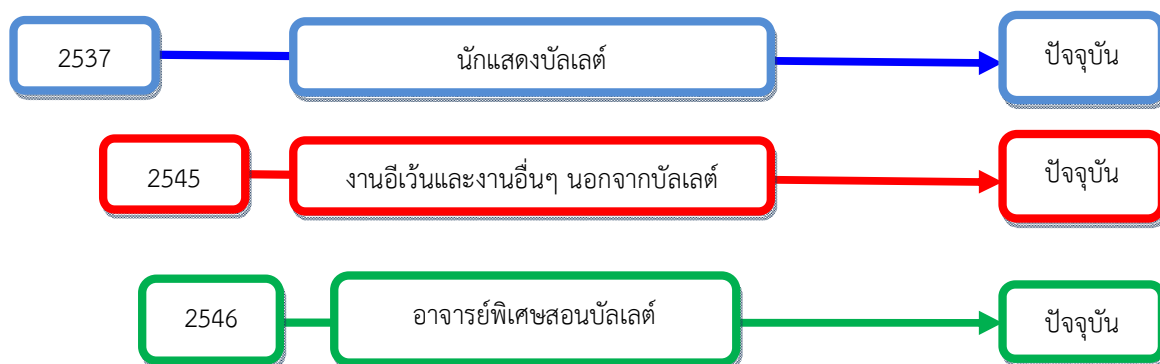 2537 นักแสดงบัลเลต์ ปัจจุบัน
2545 งานอีเว้นและงานอื่นๆ นอกจากบัลเลต์ ปัจจุบัน
2546 อาจารย์พิเศษสอนบัลเลต์ ปัจจุบัน